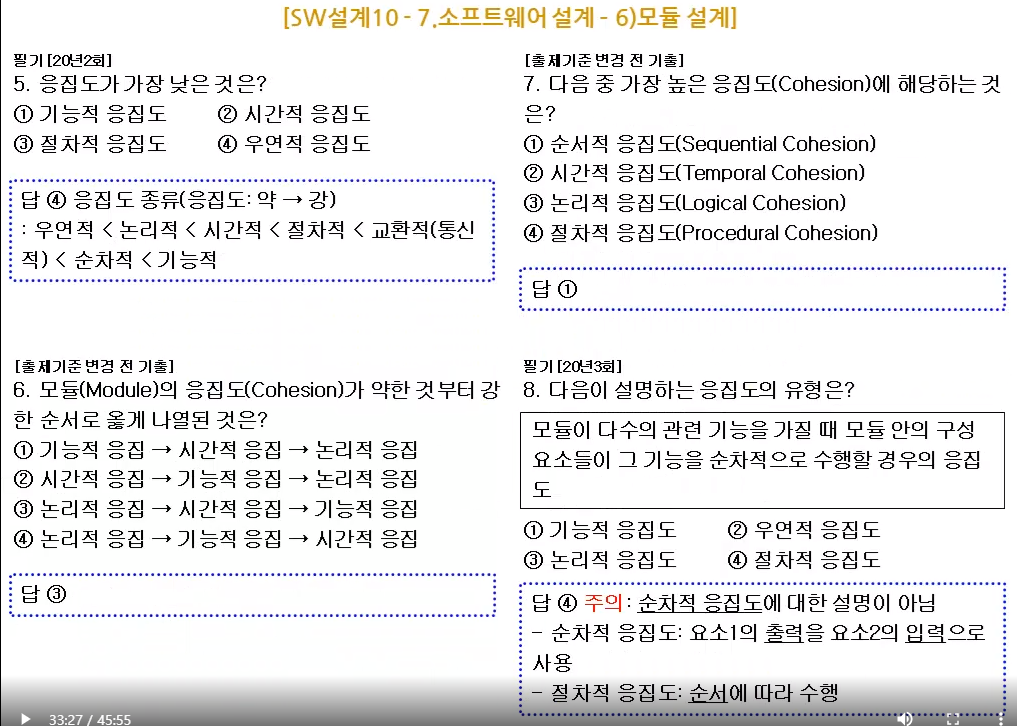 [SW설계10 - 7.소프트웨어 설계 - 6)모듈 설계]
필기 [20년2회]
5. 응집도가 가장 낮은 것은?
① 기능적 응집도 ② 시간적 응집도
③ 절차적 응집도 ④ 우연적 응집도
답 ④ 응집도 종류(응집도: 약 → 강)
: 우연적 < 논리적 < 시간적 < 절차적 < 교환적(통신
적) < 순차적 < 기능적
[출제기준 변경 전 기출]
6. 모듈(Module)의 응집도(Cohesion)가 약한 것부터 강
한 순서로 옳게 나열된 것은?
① 기능적 응집 → 시간적 응집 → 논리적 응집
② 시간적 응집 → 기능적 응집 → 논리적 응집
③ 논리적 응집 → 시간적 응집 → 기능적 응집
④ 논리적 응집 → 기능적 응집 → 시간적 응집
답 ③
[출제기준 변경 전 기출]
7. 다음 중 가장 높은 응집도(Cohesion)에 해당하는 것
은?
① 순서적 응집도(Sequential Cohesion)
② 시간적 응집도(Temporal Cohesion)
③ 논리적 응집도(Logical Cohesion)
④ 절차적 응집도(Procedural Cohesion)
답 ①
필기 [20년3회]
8. 다음이 설명하는 응집도의 유형은?
모듈이 다수의 관련 기능을 가질 때 모듈 안의 구성
요소들이 그 기능을 순차적으로 수행할 경우의 응집
도
① 기능적 응집도 ② 우연적 응집도
③ 논리적 응집도 ④ 절차적 응집도
답 ④ 주의: 순차적 응집도에 대한 설명이 아님
- 순차적 응집도: 요소1의 출력을 요소2의 입력으로
사용
- 절차적 응집도: 순서에 따라 수행
33:27 / 45:55